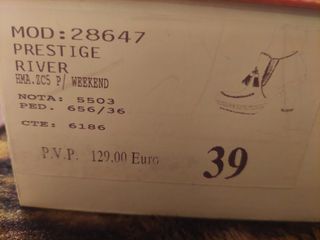 MOD:28647
PRESTIGE
RIVER
HMA.ZC5 P/ WEEKEND
NOTA: 5503
PED. 656/36
CTE: 6186
P.V.P. 129,00 Euro
39